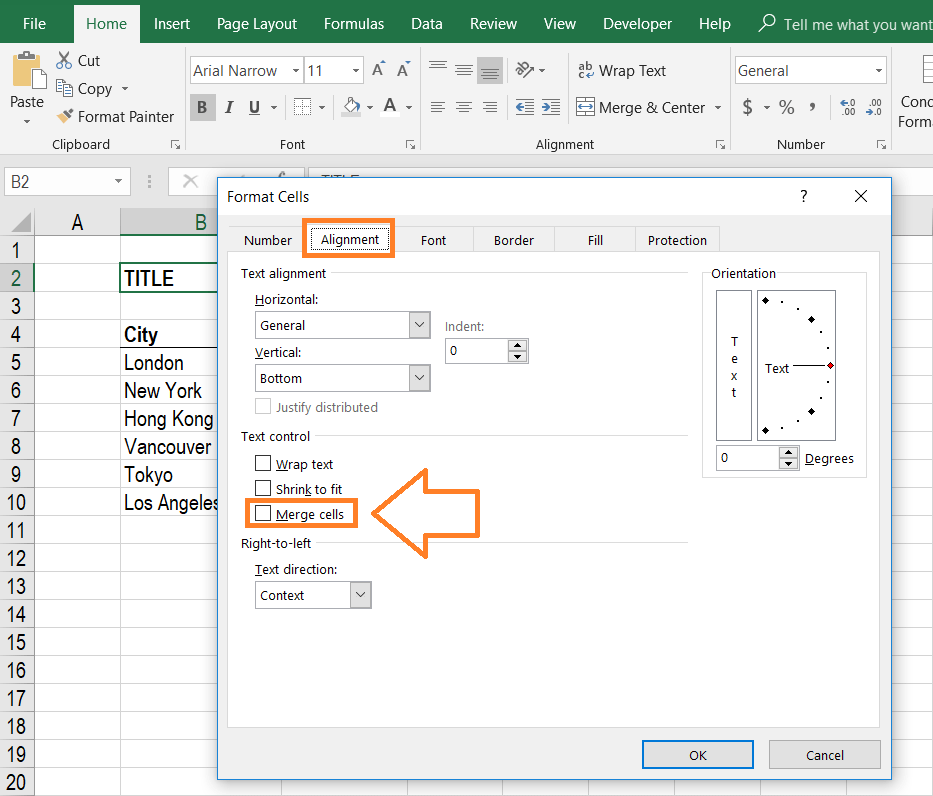 File Home Insert Page Layout Formulas Data Review View Developer Help Tell me what you want
Paste
Cut
Copy
Format Painter
Clipboard
Arial Narrow 11
A A
B I U A
Font
ab Wrap Text
Merge & Center
Alignment
General
$ % , .00 .00
Number
Cond
Forma
B2
A B
1
2 TITLE
3
4 City
5 London
6 New York
7 Hong Kong
8 Vancouver
9 Tokyo
10 Los Angeles
11
12
13
14
15
16
17
18
19
20
Format Cells ?
Number Alignment Font Border Fill Protection
Text alignment
Horizontal:
General
Indent:
0
Vertical:
Bottom
Justify distributed
Text control
Wrap text
Shrink to fit
Merge cells
Right-to-left
Text direction:
Context
Orientation
Text
Text
0 Degrees
OK Cancel